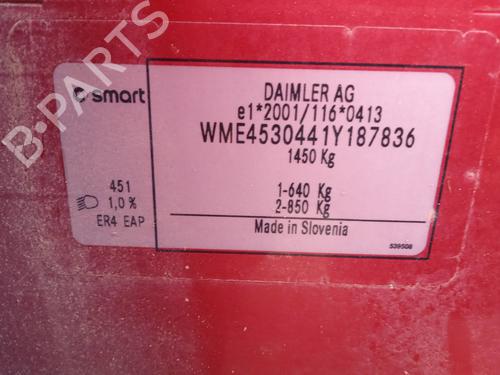 smart
DAIMLER AG
e1*2001/116*0413
WME4530441Y187836
1450 Kg
1-640 Kg
2-850 Kg
Made in Slovenia
451
1,0 %
ER4 EAP
539508
B-PARTS